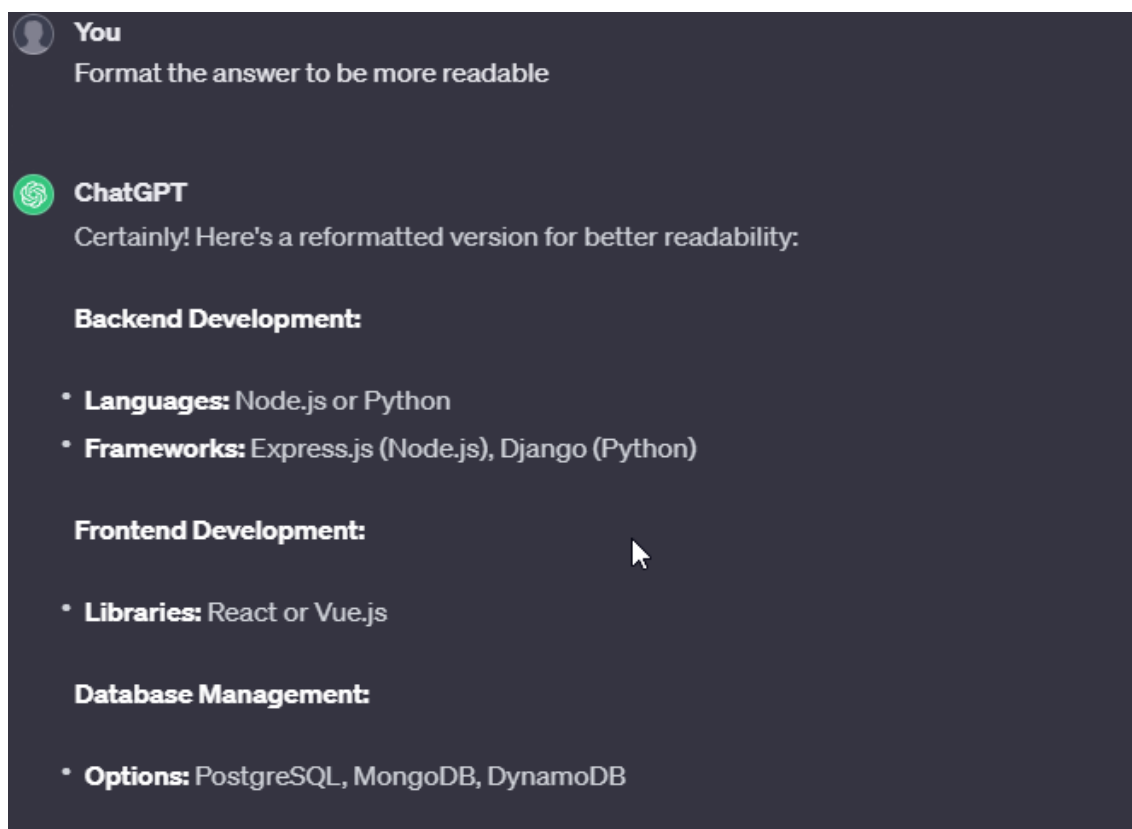 You
Format the answer to be more readable
ChatGPT
Certainly! Here's a reformatted version for better readability:
Backend Development:
• Languages: Node.js or Python
• Frameworks: Express.js (Node.js), Django (Python)
Frontend Development:
• Libraries: React or Vue.js
Database Management:
• Options: PostgreSQL, MongoDB, DynamoDB